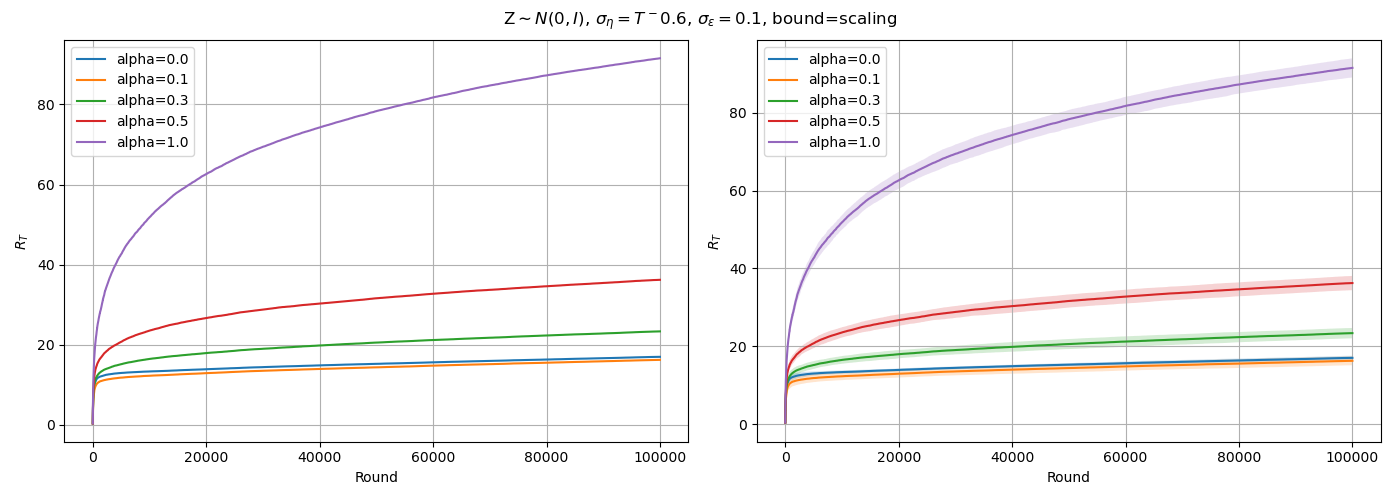 Z ~ N(0, I), σ_η = T⁻0.6, σ_ε = 0.1, bound=scaling
alpha=0.0
alpha=0.1
alpha=0.3
alpha=0.5
alpha=1.0
80
60
40
20
0
R_T
0 20000 40000 60000 80000 100000
Round
alpha=0.0
alpha=0.1
alpha=0.3
alpha=0.5
alpha=1.0
80
60
40
20
0
R_T
0 20000 40000 60000 80000 100000
Round